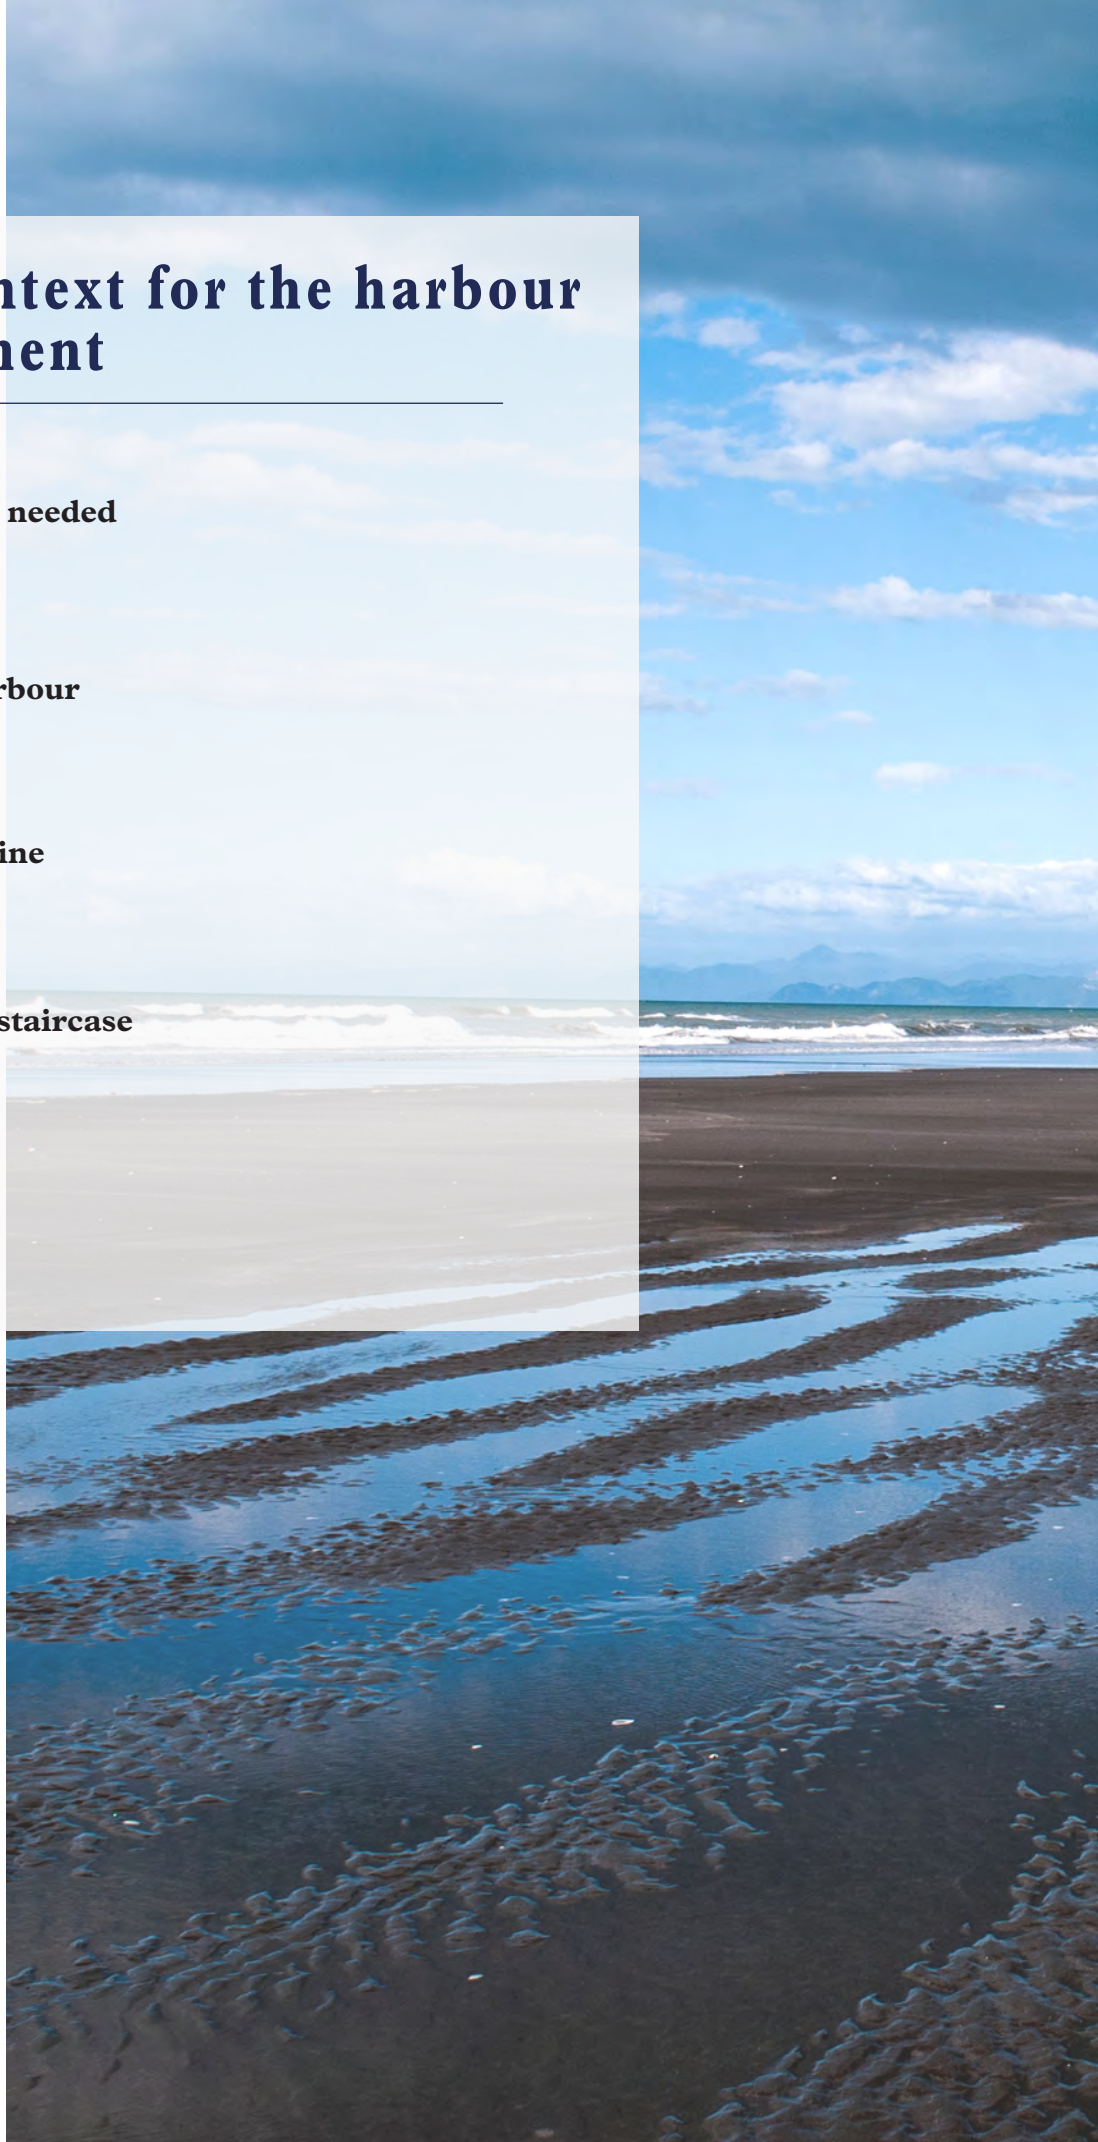 ntext for the harbour
nent
needed
rbour
ine
staircase